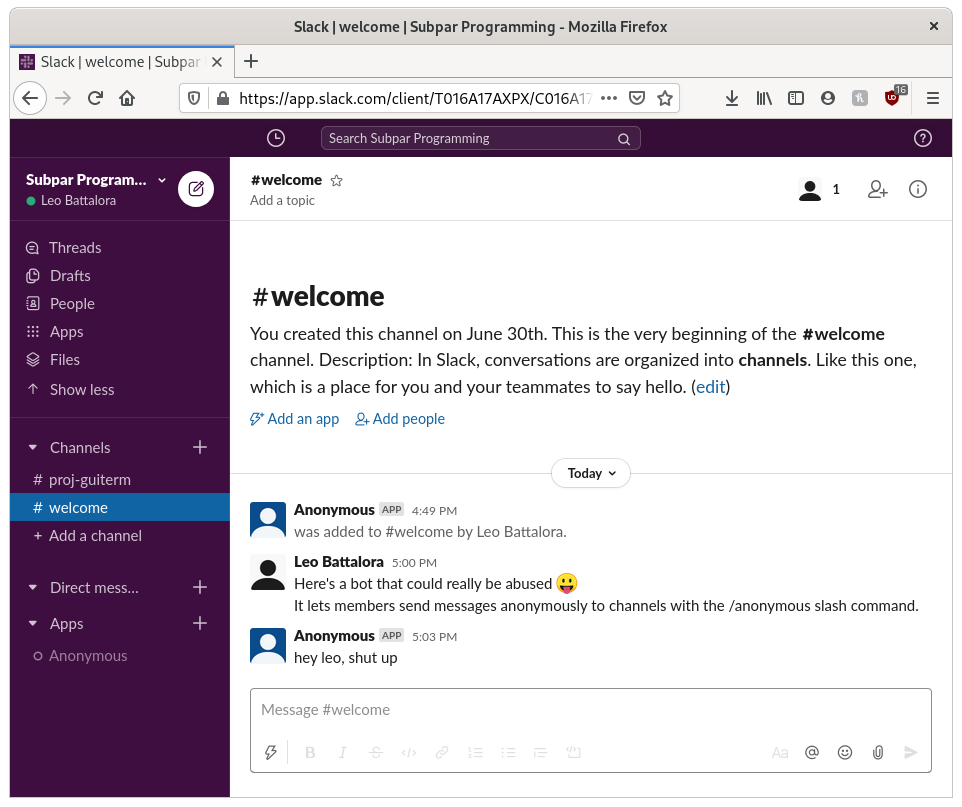 Slack | welcome | Subpar Programming - Mozilla Firefox
Slack | welcome | Subpar
https://app.slack.com/client/T016A17AXPX/C016A17
16
Search Subpar Programming
Subpar Program...
Leo Battalora
Threads
Drafts
People
Apps
Files
Show less
Channels
# proj-guiterm
# welcome
+ Add a channel
Direct mess...
Apps
Anonymous
#welcome
Add a topic
1
#welcome
You created this channel on June 30th. This is the very beginning of the #welcome
channel. Description: In Slack, conversations are organized into channels. Like this one,
which is a place for you and your teammates to say hello. (edit)
Add an app Add people
Today
Anonymous APP 4:49 PM
was added to #welcome by Leo Battalora.
Leo Battalora 5:00 PM
Here's a bot that could really be abused 😛
It lets members send messages anonymously to channels with the /anonymous slash command.
Anonymous APP 5:03 PM
hey leo, shut up
Message #welcome
B I S </> Aa @